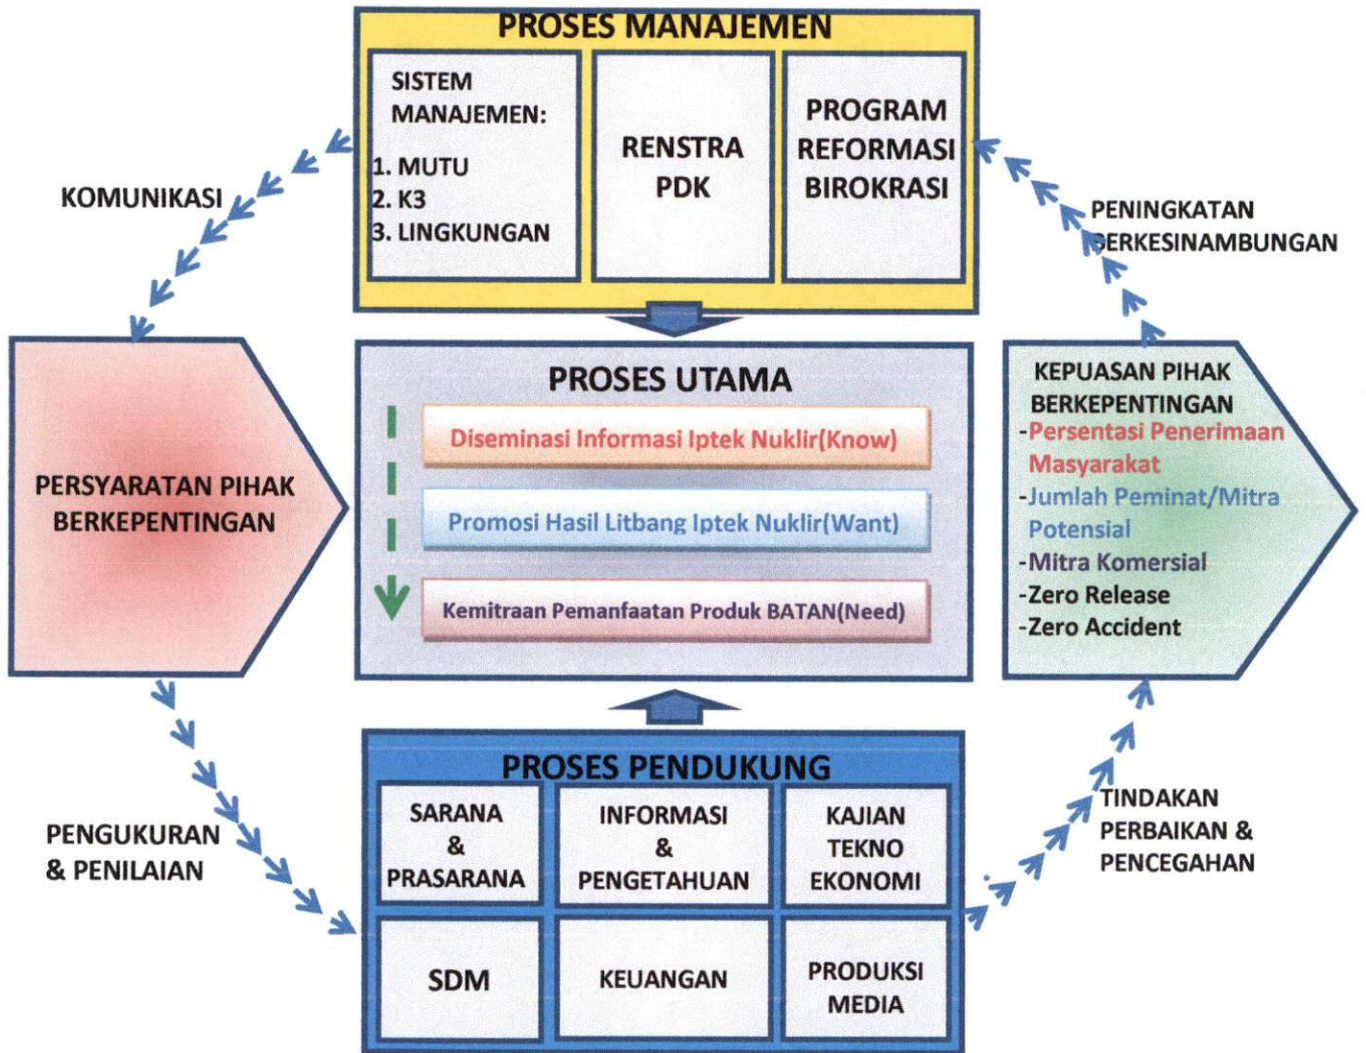 PROSES MANAJEMEN
SISTEM
MANAJEMEN:
1. MUTU
2. K3
3. LINGKUNGAN
RENSTRA
PDK
PROGRAM
REFORMASI
BIROKRASI
KOMUNIKASI
PENINGKATAN
BERKESINAMBUNGAN
PERSYARATAN PIHAK
BERKEPENTINGAN
PROSES UTAMA
Diseminasi Informasi Iptek Nuklir(Know)
Promosi Hasil Litbang Iptek Nuklir(Want)
Kemitraan Pemanfaatan Produk BATAN(Need)
KEPUASAN PIHAK
BERKEPENTINGAN
-Persentasi Penerimaan
Masyarakat
-Jumlah Peminat/Mitra
Potensial
-Mitra Komersial
-Zero Release
-Zero Accident
PENGUKURAN
& PENILAIAN
PROSES PENDUKUNG
SARANA
&
PRASARANA
INFORMASI
&
PENGETAHUAN
KAJIAN
TEKNO
EKONOMI
SDM
KEUANGAN
PRODUKSI
MEDIA
TINDAKAN
PERBAIKAN &
PENCEGAHAN